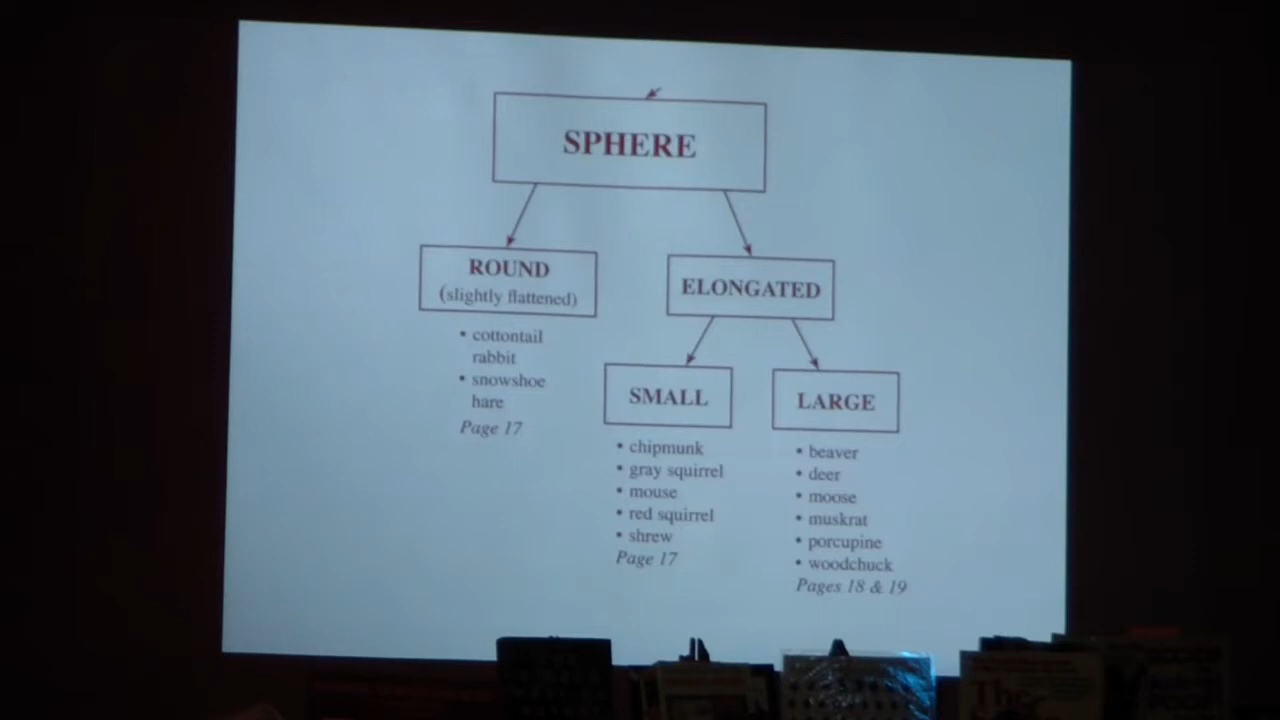 SPHERE
ROUND
(slightly flattened)
• cottontail
rabbit
• snowshoe
hare
Page 17
ELONGATED
SMALL
• chipmunk
• gray squirrel
• mouse
• red squirrel
• shrew
Page 17
LARGE
• beaver
• deer
• moose
• muskrat
• porcupine
• woodchuck
Pages 18 & 19
The